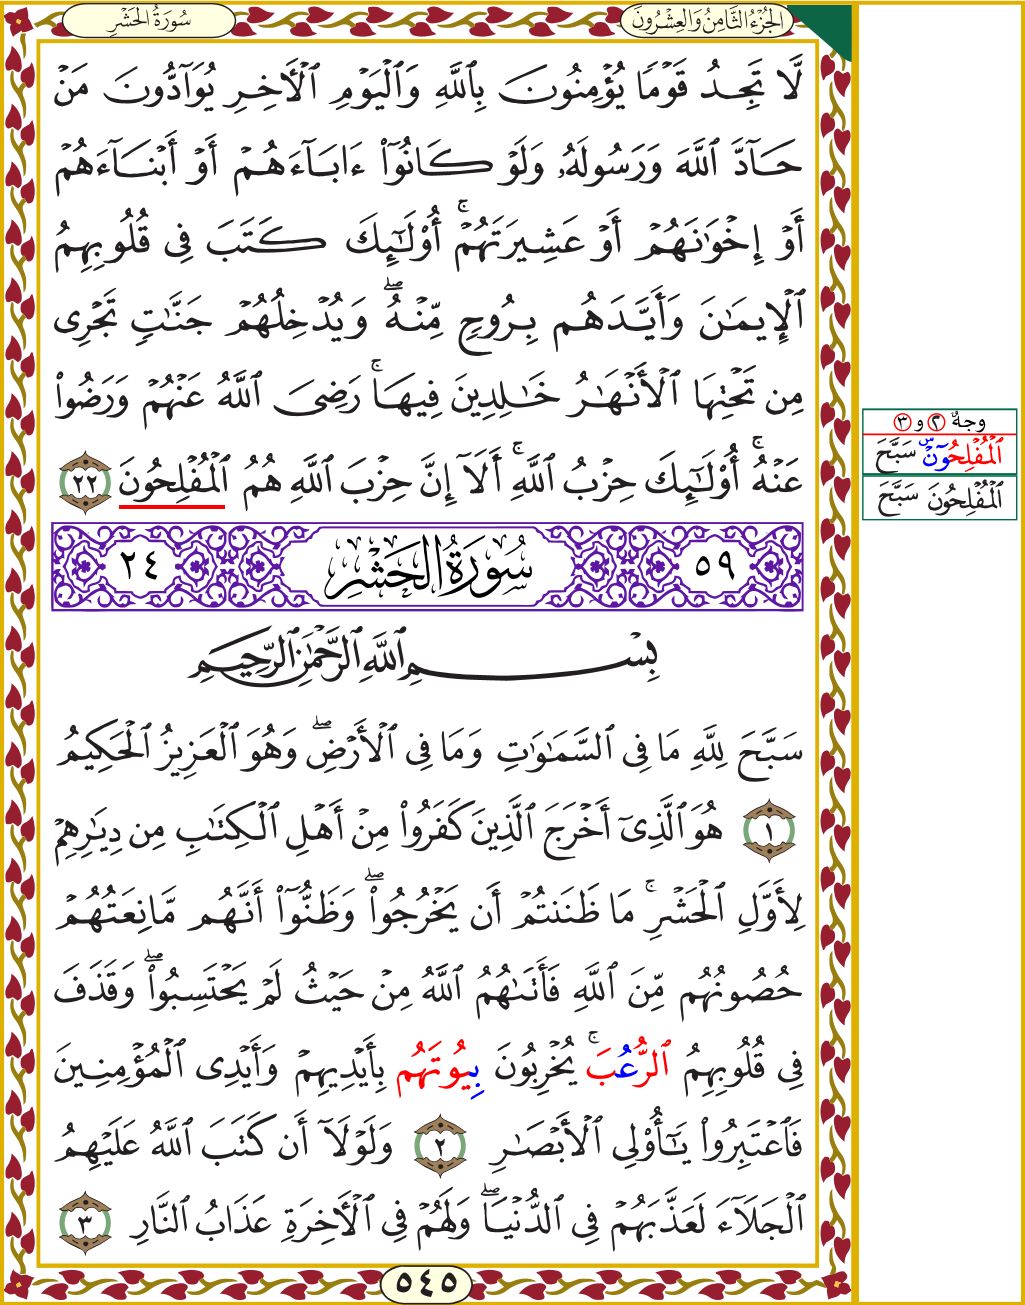 سُورَةُ الحَشْرِ
الجُزْءُ الثَّامِنُ وَالعِشْرُونَ
لَّا تَجِدُ قَوْمًا يُؤْمِنُونَ بِٱللَّهِ وَٱلْيَوْمِ ٱلْأَخِرِ يُوَآدُّونَ مَنْ
حَآدَّ ٱللَّهَ وَرَسُولَهُۥ وَلَوْ كَانُوٓا۟ ءَابَآءَهُمْ أَوْ أَبْنَآءَهُمْ
أَوْ إِخْوَٰنَهُمْ أَوْ عَشِيرَتَهُمْ ۚ أُو۟لَـٰٓئِكَ كَتَبَ فِى قُلُوبِهِمُ
ٱلْإِيمَـٰنَ وَأَيَّدَهُم بِرُوحٍ مِّنْهُ ۖ وَيُدْخِلُهُمْ جَنَّـٰتٍ تَجْرِى
مِن تَحْتِهَا ٱلْأَنْهَـٰرُ خَـٰلِدِينَ فِيهَا ۚ رَضِىَ ٱللَّهُ عَنْهُمْ وَرَضُوا۟
عَنْهُ ۚ أُو۟لَـٰٓئِكَ حِزْبُ ٱللَّهِ ۚ أَلَآ إِنَّ حِزْبَ ٱللَّهِ هُمُ ٱلْمُفْلِحُونَ ٢٢
٥٩ سُورَةُ الحَشْرِ ٢٤
بِسْمِ ٱللَّهِ ٱلرَّحْمَـٰنِ ٱلرَّحِيمِ
سَبَّحَ لِلَّهِ مَا فِى ٱلسَّمَـٰوَٰتِ وَمَا فِى ٱلْأَرْضِ ۖ وَهُوَ ٱلْعَزِيزُ ٱلْحَكِيمُ
١ هُوَ ٱلَّذِىٓ أَخْرَجَ ٱلَّذِينَ كَفَرُوا۟ مِنْ أَهْلِ ٱلْكِتَـٰبِ مِن دِيَـٰرِهِمْ
لِأَوَّلِ ٱلْحَشْرِ ۚ مَا ظَنَنتُمْ أَن يَخْرُجُوا۟ ۖ وَظَنُّوٓا۟ أَنَّهُم مَّانِعَتُهُمْ
حُصُونُهُم مِّنَ ٱللَّهِ فَأَتَىٰهُمُ ٱللَّهُ مِنْ حَيْثُ لَمْ يَحْتَسِبُوا۟ ۖ وَقَذَفَ
فِى قُلُوبِهِمُ ٱلرُّعُبَ ۚ يُخْرِبُونَ بِيُوتَهُم بِأَيْدِيهِمْ وَأَيْدِى ٱلْمُؤْمِنِينَ
فَٱعْتَبِرُوا۟ يَـٰٓأُو۟لِى ٱلْأَبْصَـٰرِ ٢ وَلَوْلَآ أَن كَتَبَ ٱللَّهُ عَلَيْهِمُ
ٱلْجَلَآءَ لَعَذَّبَهُمْ فِى ٱلدُّنْيَا ۖ وَلَهُمْ فِى ٱلْأَخِرَةِ عَذَابُ ٱلنَّارِ ٣
٥٤٥
وجهٌ ٢ و ٣
ٱلْمُفْلِحُونَ ۜ سَبَّحَ
ٱلْمُفْلِحُونَ سَبَّحَ